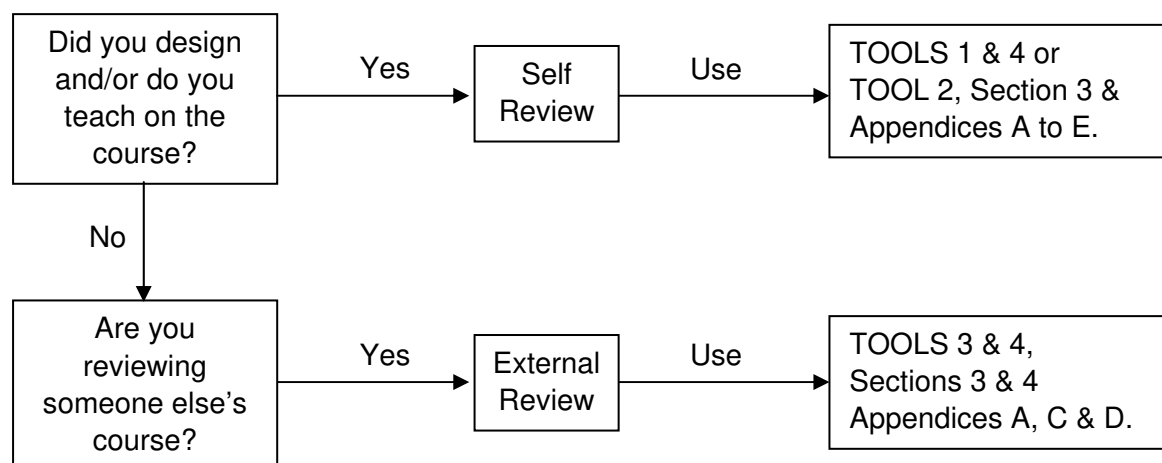 Did you design
and/or do you
teach on the
course?
Yes
Self
Review
Use
TOOLS 1 & 4 or
TOOL 2, Section 3 &
Appendices A to E.
No
Are you
reviewing
someone else's
course?
Yes
External
Review
Use
TOOLS 3 & 4,
Sections 3 & 4
Appendices A, C & D.